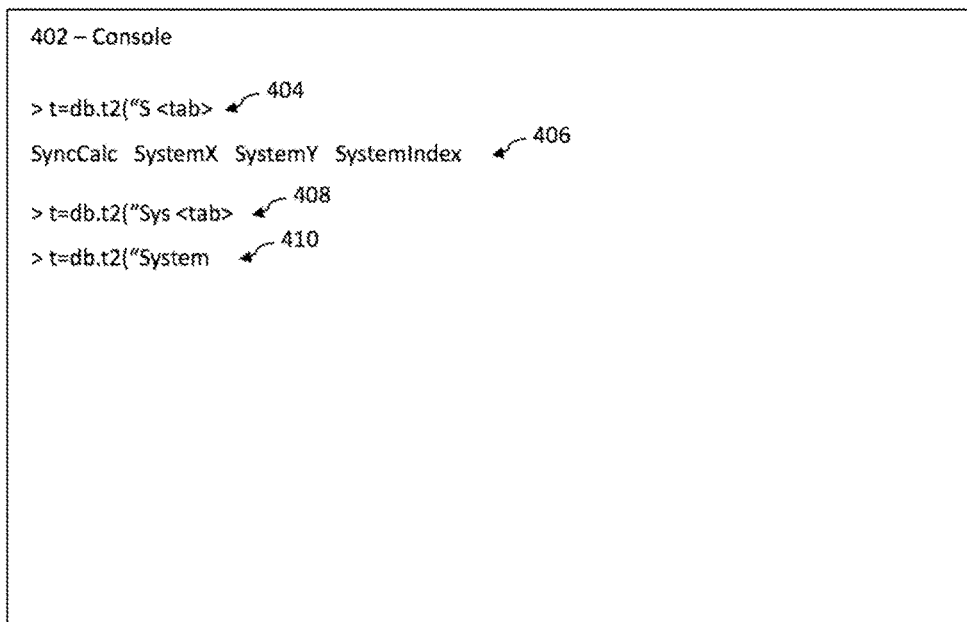 402 – Console
> t=db.t2(“S <tab> 404
SyncCalc SystemX SystemY SystemIndex 406
> t=db.t2(“Sys <tab> 408
> t=db.t2(“System 410